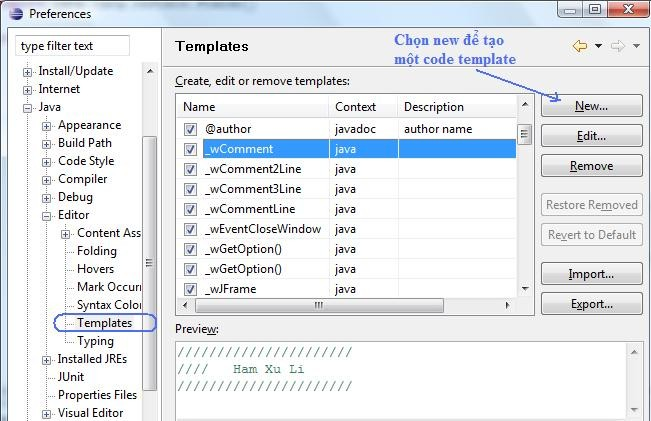 Preferences
type filter text
Install/Update
Internet
Java
Appearance
Build Path
Code Style
Compiler
Debug
Editor
Content Ass
Folding
Hovers
Mark Occurr
Syntax Color
Templates
Typing
Installed JREs
JUnit
Properties Files
Visual Editor
Templates
Chọn new để tạo
một code template
Create, edit or remove templates:
Name Context Description
@author javadoc author name
_wComment java
_wComment2Line java
_wComment3Line java
_wCommentLine java
_wEventCloseWindow java
_wGetOption() java
_wGetOption() java
_wJFrame java
New...
Edit...
Remove
Restore Removed
Revert to Default
Import...
Export...
Preview:
///////////////////////
//// Ham Xu Li
///////////////////////